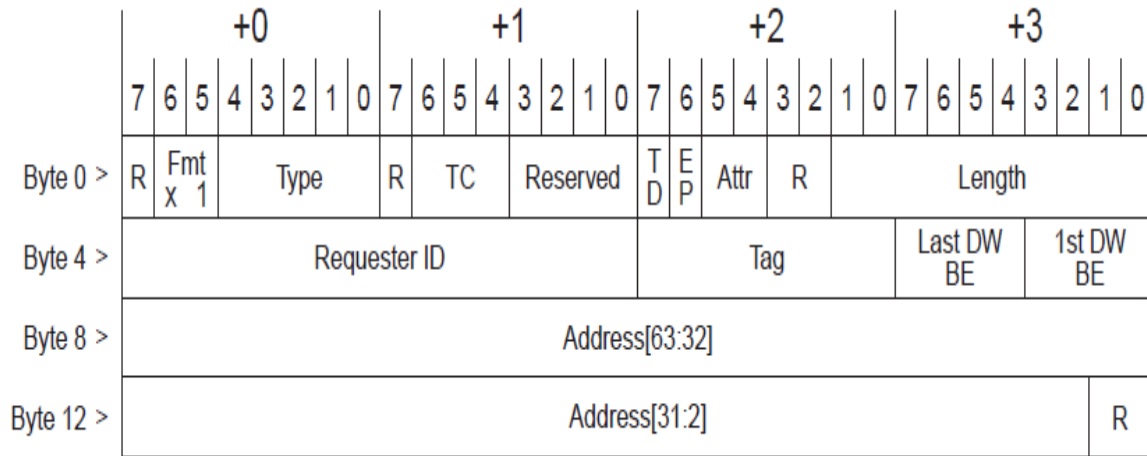 +0 +1 +2 +3
7 6 5 4 3 2 1 0 7 6 5 4 3 2 1 0 7 6 5 4 3 2 1 0 7 6 5 4 3 2 1 0
Byte 0 > R Fmt x 1 Type R TC Reserved TD EP Attr R Length
Byte 4 > Requester ID Tag Last DW BE 1st DW BE
Byte 8 > Address[63:32]
Byte 12 > Address[31:2] R